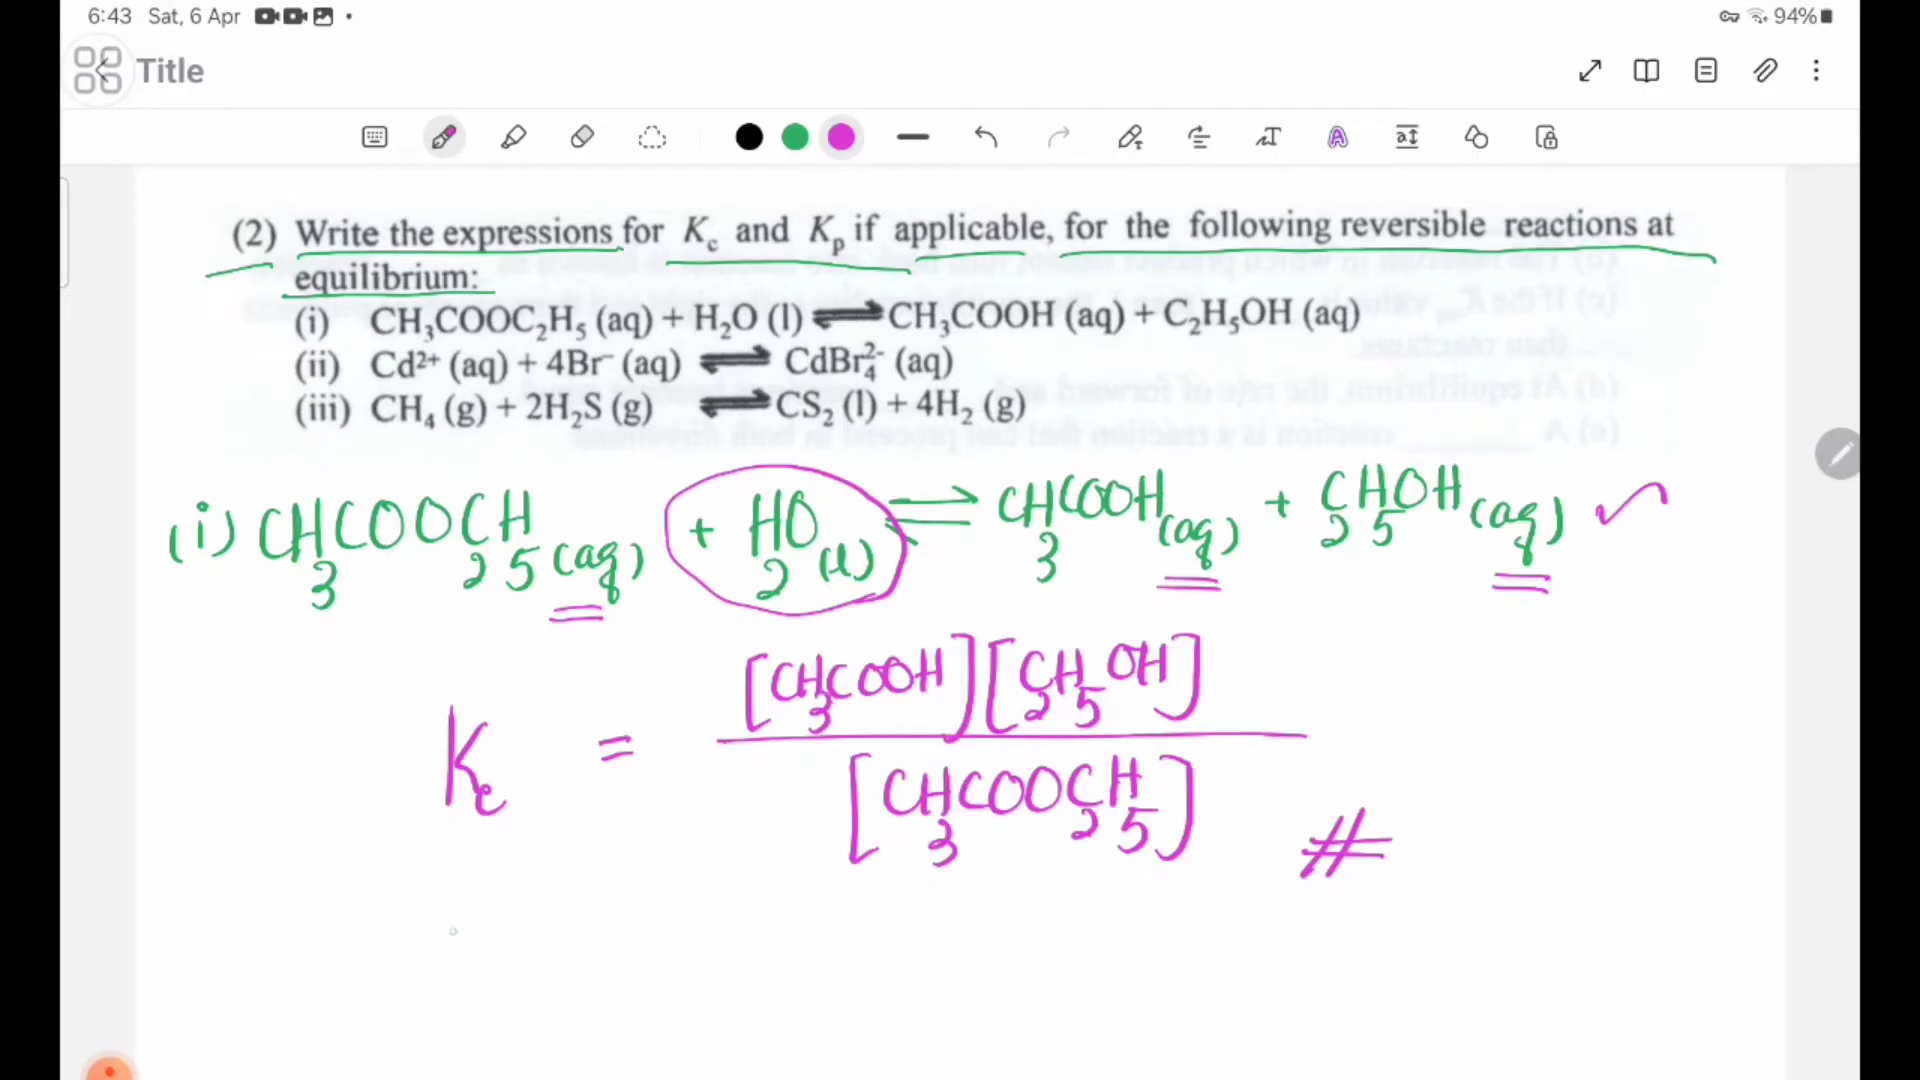 6:43 Sat, 6 Apr 94%
Title
(2) Write the expressions for Kc and Kp if applicable, for the following reversible reactions at
equilibrium:
(i) CH₃COOC₂H₅ (aq) + H₂O (l) ⇌ CH₃COOH (aq) + C₂H₅OH (aq)
(ii) Cd²⁺ (aq) + 4Br⁻ (aq) ⇌ CdBr₄²⁻ (aq)
(iii) CH₄ (g) + 2H₂S (g) ⇌ CS₂ (l) + 4H₂ (g)
(i) CH₃COOC₂H₅ (aq) + H₂O (l) ⇌ CH₃COOH (aq) + C₂H₅OH (aq)
[CH₃COOH] [C₂H₅OH]
Kc =
[CH₃COOC₂H₅] #